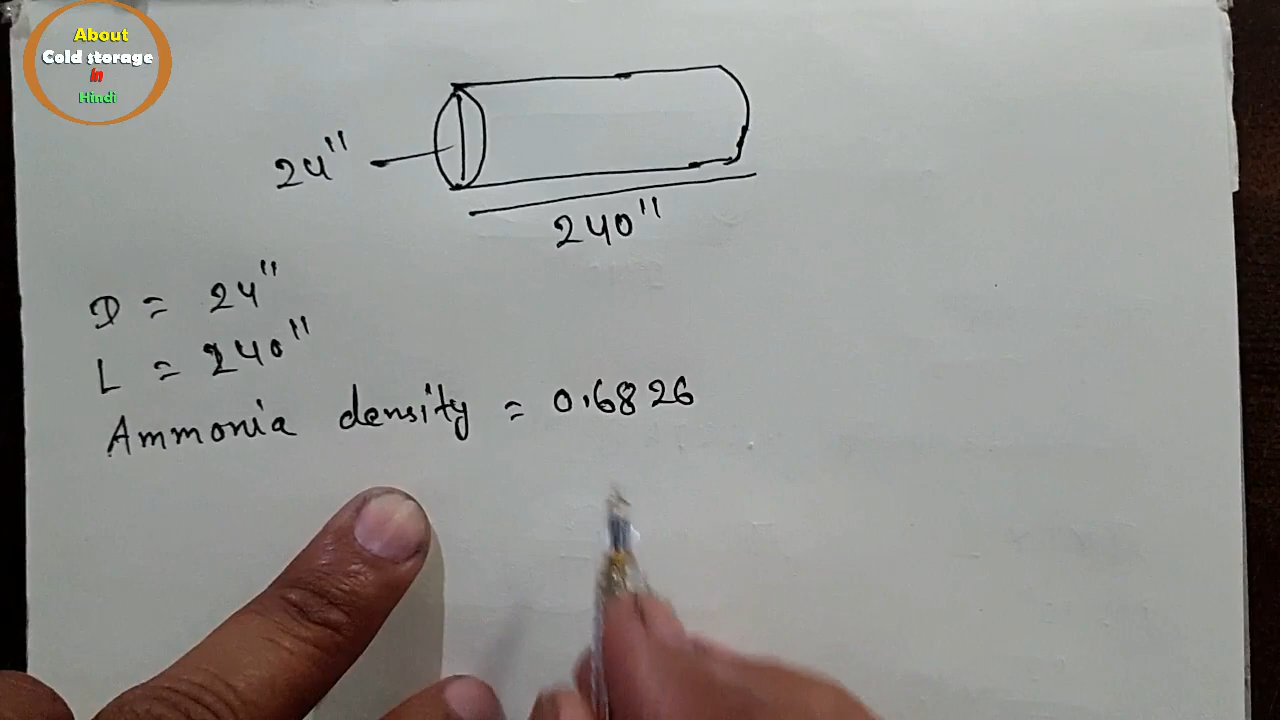 About
Cold storage
in
Hindi
24"
240"
D = 24"
L = 240"
Ammonia density = 0.6826